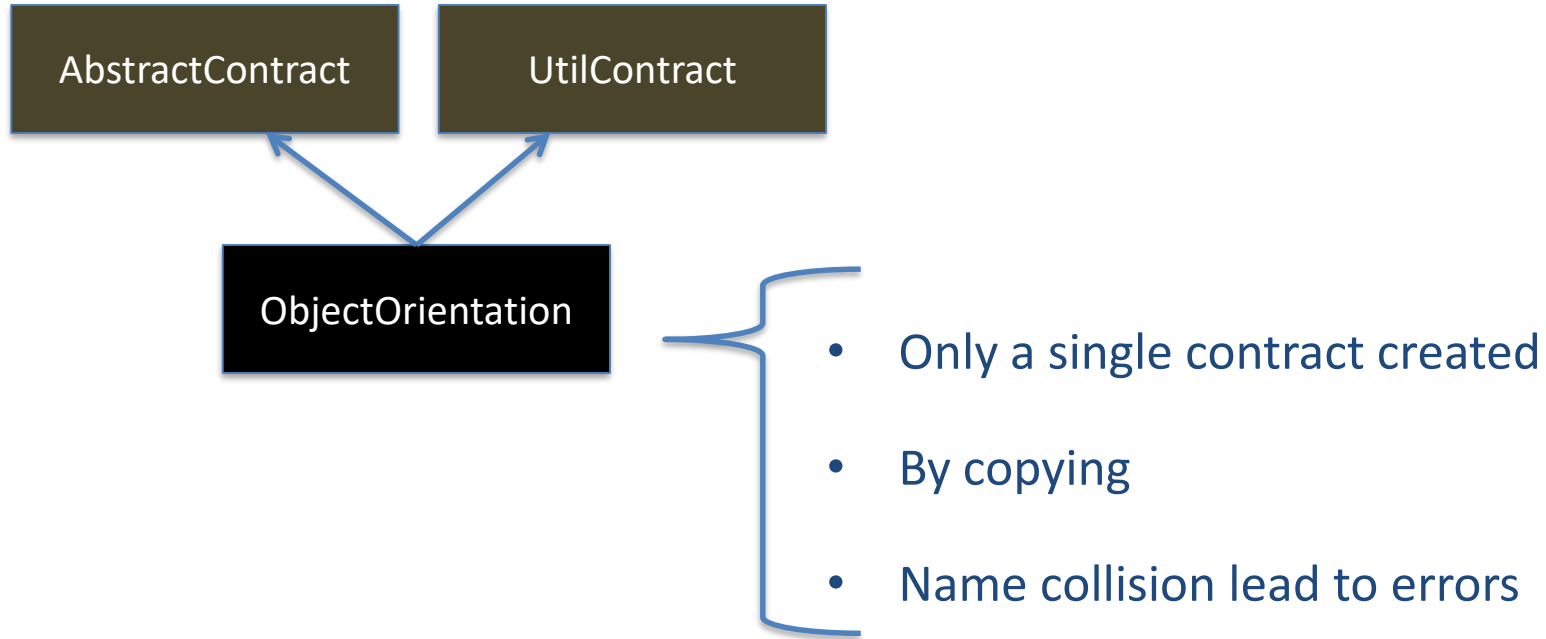 AbstractContract
UtilContract
ObjectOrientation
• Only a single contract created
• By copying
• Name collision lead to errors